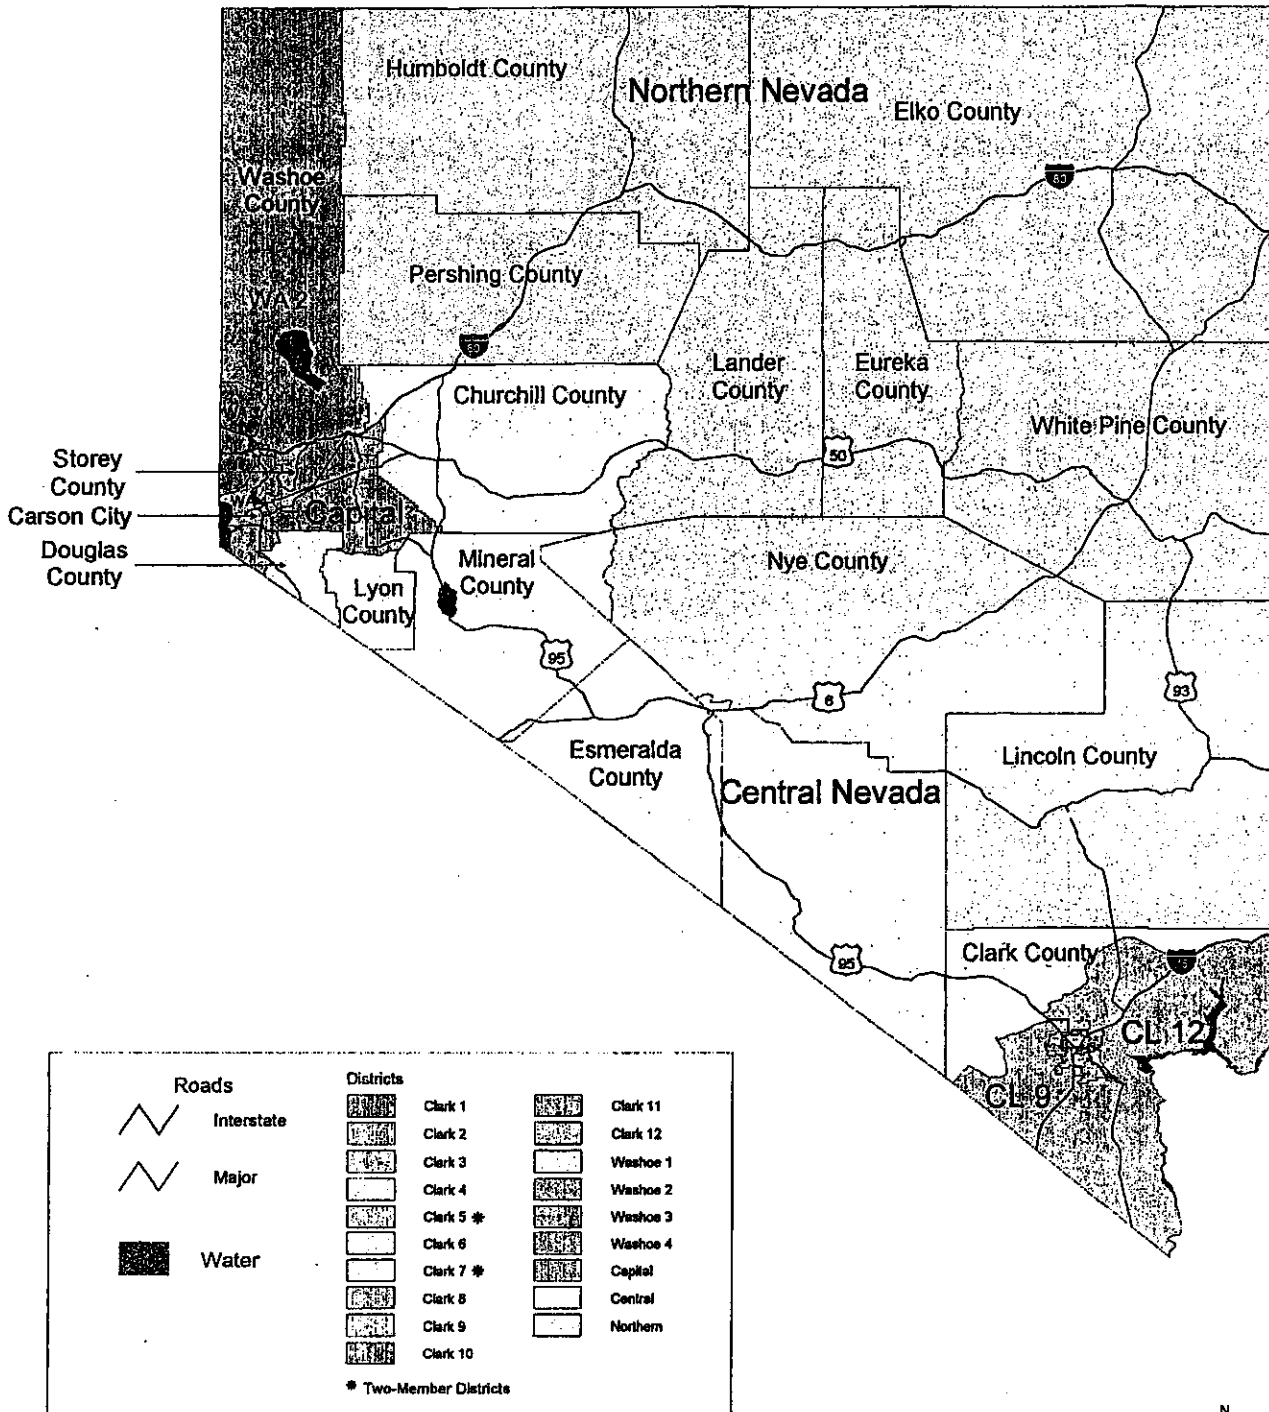 Humboldt County
Northern Nevada
Elko County
80
Washoe
County
Pershing County
WA 2
80
Lander
County
Eureka
County
Churchill County
White Pine County
50
Storey
County
Carson City
Capital
Douglas
County
Mineral
County
Nye County
Lyon
County
95
6
93
Esmeralda
County
Lincoln County
Central Nevada
95
Clark County
15
CL 12
CL 9
Roads
Interstate
Major
Water
Districts
Clark 1
Clark 2
Clark 3
Clark 4
Clark 5 *
Clark 6
Clark 7 *
Clark 8
Clark 9
Clark 10
Clark 11
Clark 12
Washoe 1
Washoe 2
Washoe 3
Washoe 4
Capital
Central
Northern
* Two-Member Districts
N